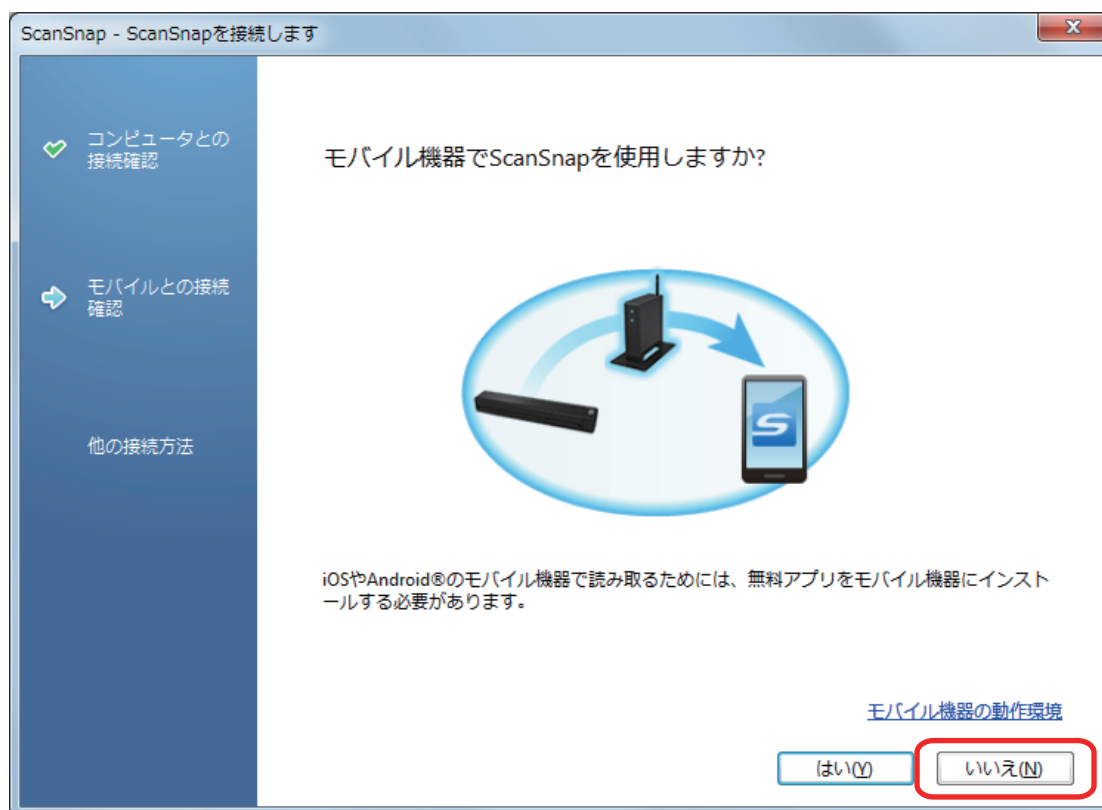 ScanSnap - ScanSnapを接続します
コンピュータとの
接続確認
モバイルとの接続
確認
他の接続方法
モバイル機器でScanSnapを使用しますか?
iOSやAndroid®のモバイル機器で読み取るためには、無料アプリをモバイル機器にインスト
ールする必要があります。
モバイル機器の動作環境
はい(Y)
いいえ(N)